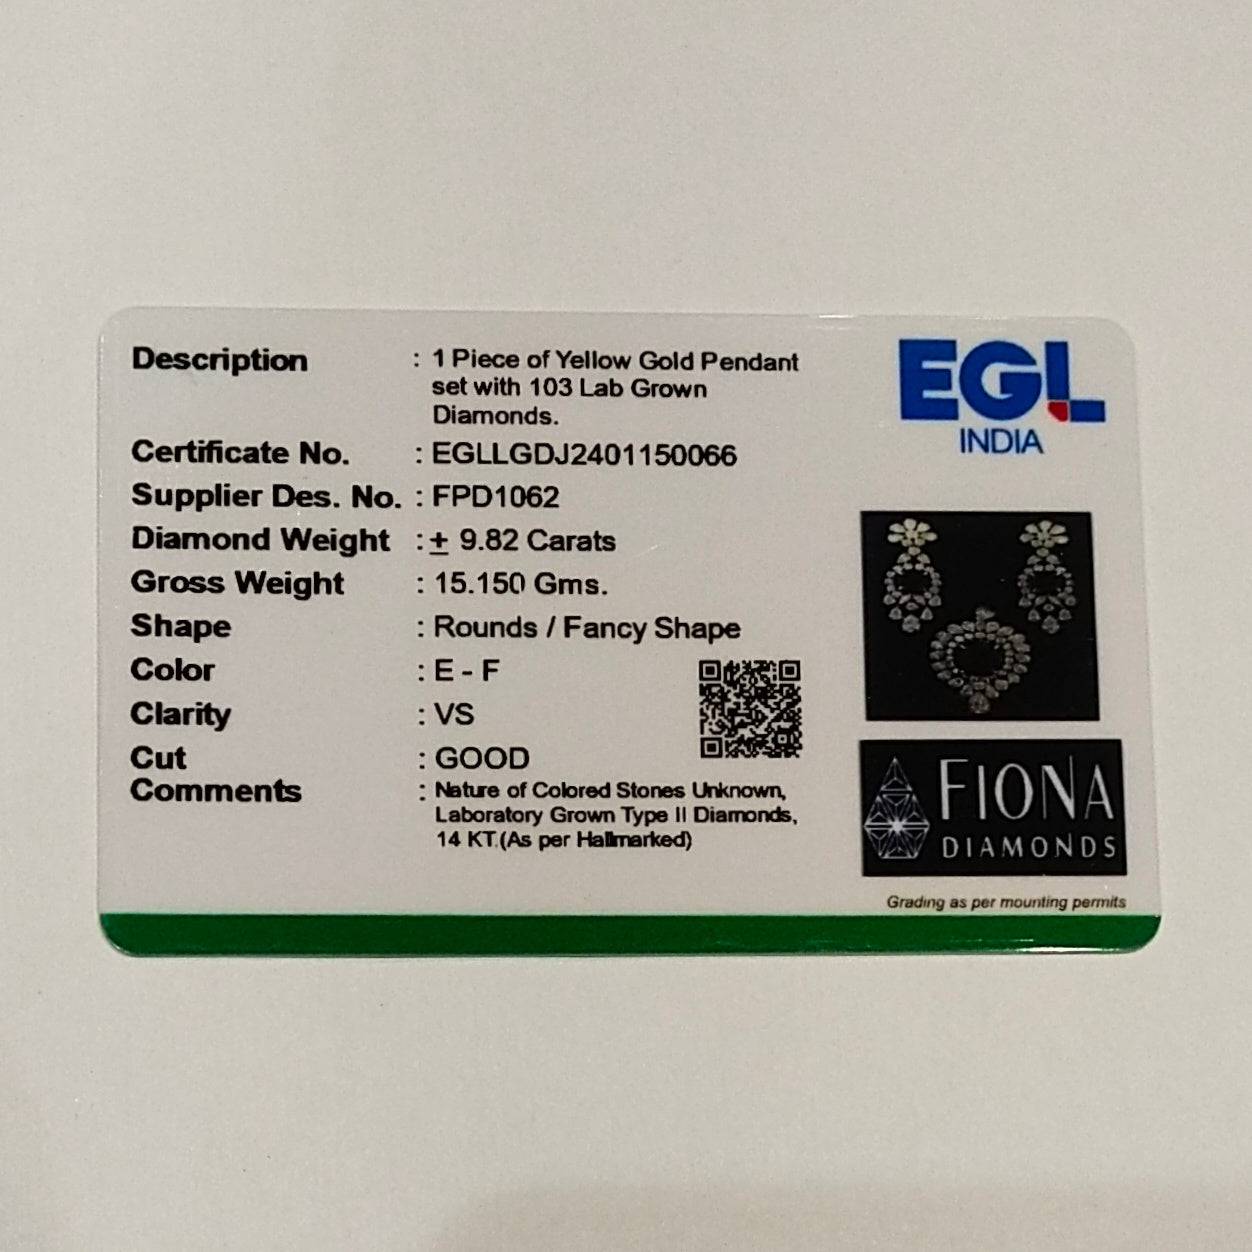 Description : 1 Piece of Yellow Gold Pendant
set with 103 Lab Grown
Diamonds.
Certificate No. : EGLLGDJ2401150066
Supplier Des. No. : FPD1062
Diamond Weight : ± 9.82 Carats
Gross Weight : 15.150 Gms.
Shape : Rounds / Fancy Shape
Color : E - F
Clarity : VS
Cut : GOOD
Comments : Nature of Colored Stones Unknown,
Laboratory Grown Type II Diamonds,
14 KT.(As per Hallmarked)
EGL
INDIA
FIONA
DIAMONDS
Grading as per mounting permits